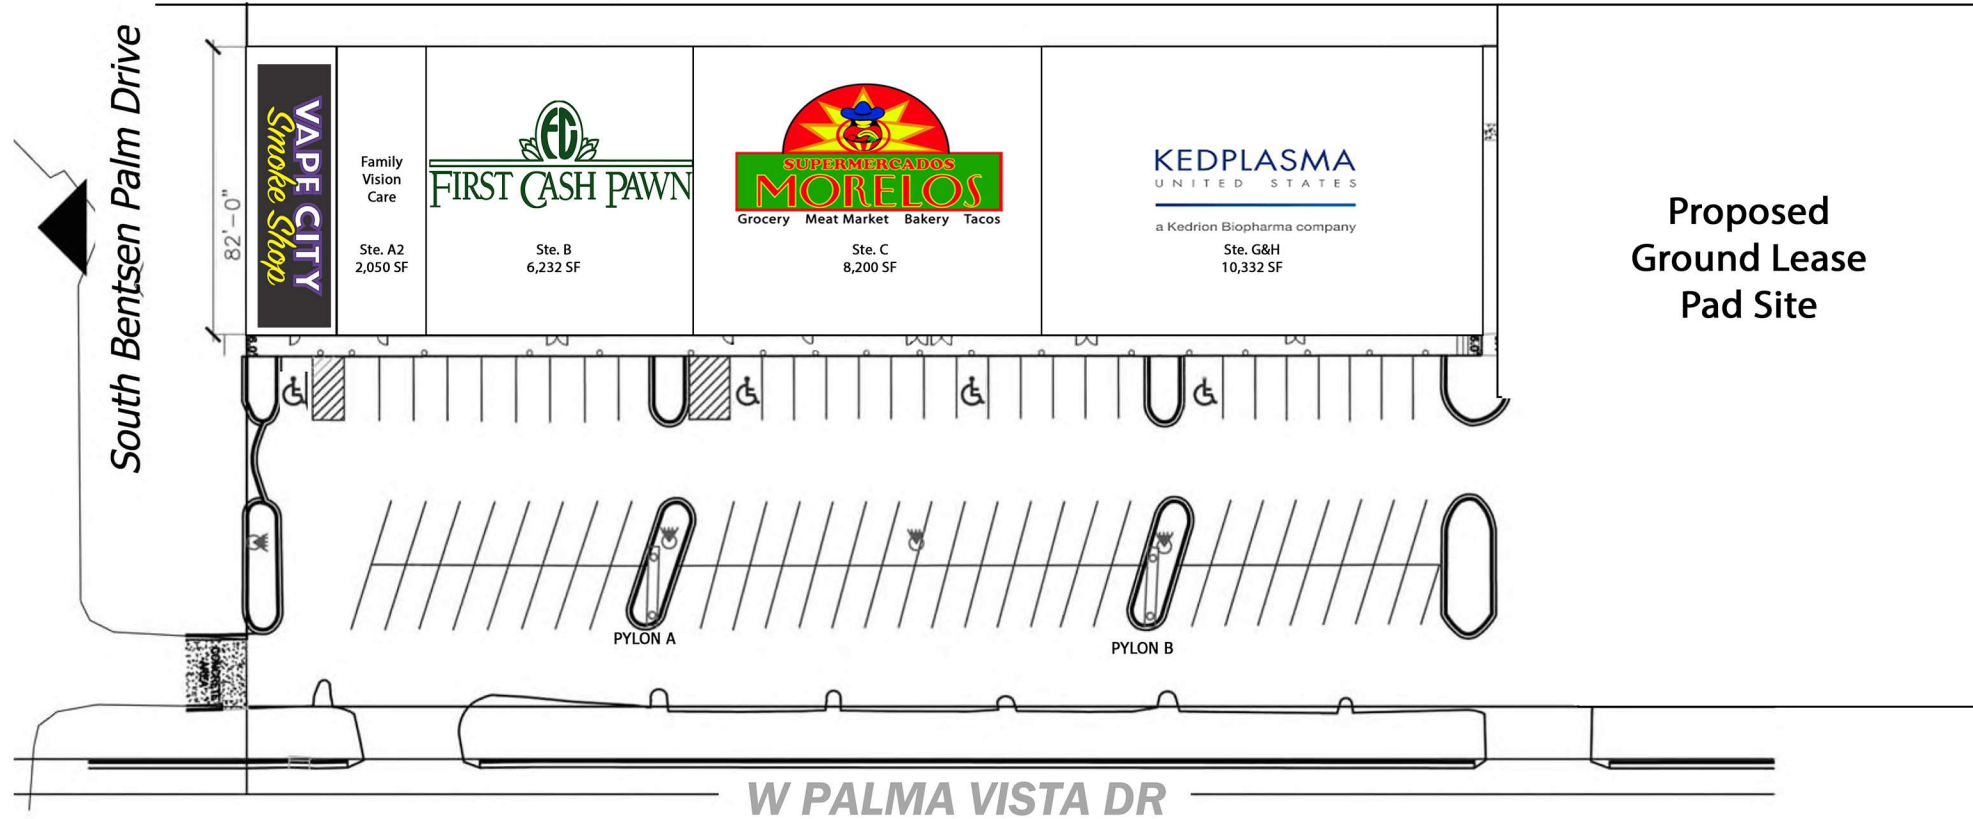 South Bentsen Palm Drive
82'-0"
VAPE CITY
Smoke Shop
Family
Vision
Care
Ste. A2
2,050 SF
FC
FIRST CASH PAWN
Ste. B
6,232 SF
SUPERMERCADOS
MORELOS
Grocery Meat Market Bakery Tacos
Ste. C
8,200 SF
KEDPLASMA
UNITED STATES
a Kedrion Biopharma company
Ste. G&H
10,332 SF
Proposed
Ground Lease
Pad Site
PYLON A
PYLON B
CONCRETE
W PALMA VISTA DR